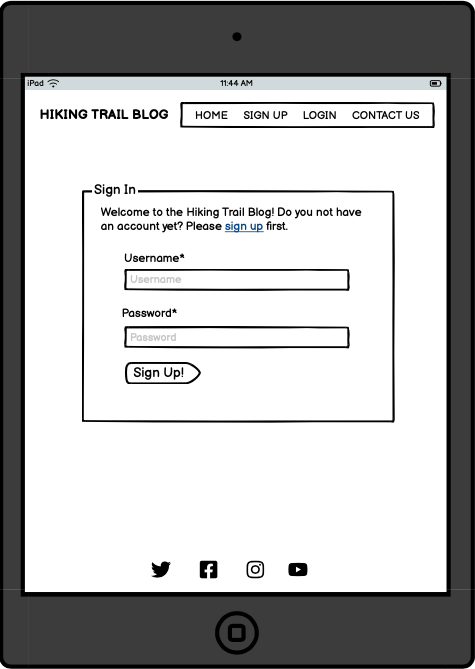 iPad
11:44 AM
HIKING TRAIL BLOG
HOME SIGN UP LOGIN CONTACT US
Sign In
Welcome to the Hiking Trail Blog! Do you not have
an account yet? Please sign up first.
Username*
Username
Password*
Password
Sign Up!